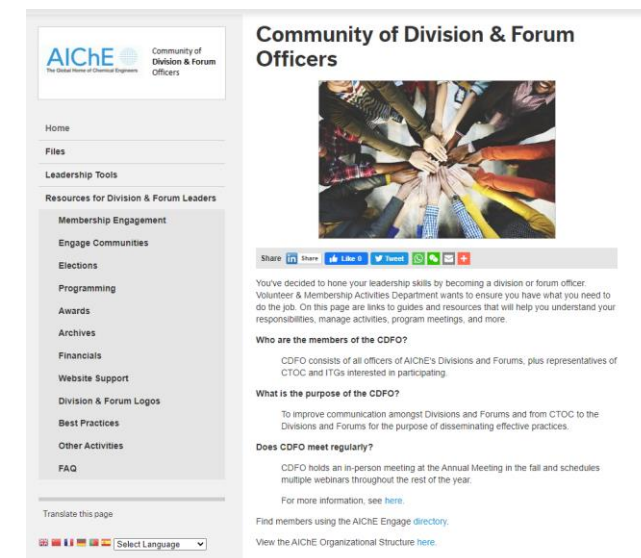 AIChE
The Global Home of Chemical Engineers
Community of
Division & Forum
Officers
Home
Files
Leadership Tools
Resources for Division & Forum Leaders
Membership Engagement
Engage Communities
Elections
Programming
Awards
Archives
Financials
Website Support
Division & Forum Logos
Best Practices
Other Activities
FAQ
Translate this page
Select Language
Community of Division & Forum
Officers
Share Share Like 0 Tweet
You've decided to hone your leadership skills by becoming a division or forum officer.
Volunteer & Membership Activities Department wants to ensure you have what you need to
do the job. On this page are links to guides and resources that will help you understand your
responsibilities, manage activities, program meetings, and more.
Who are the members of the CDFO?
CDFO consists of all officers of AIChE's Divisions and Forums, plus representatives of
CTOC and ITGs interested in participating.
What is the purpose of the CDFO?
To improve communication amongst Divisions and Forums and from CTOC to the
Divisions and Forums for the purpose of disseminating effective practices.
Does CDFO meet regularly?
CDFO holds an in-person meeting at the Annual Meeting in the fall and schedules
multiple webinars throughout the rest of the year.
For more information, see here.
Find members using the AIChE Engage directory.
View the AIChE Organizational Structure here.